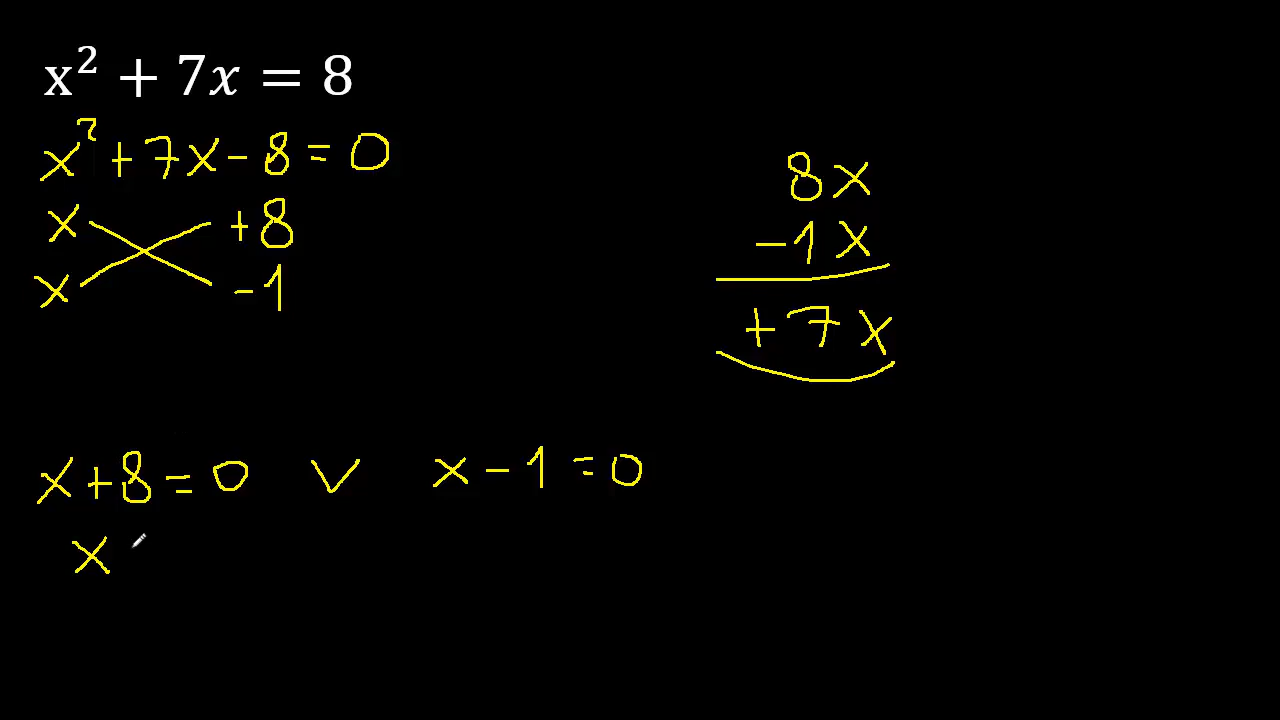 x² + 7x = 8
x² + 7x - 8 = 0
x +8
x -1
8x
-1x
+7x
x + 8 = 0 ∨ x - 1 = 0
x